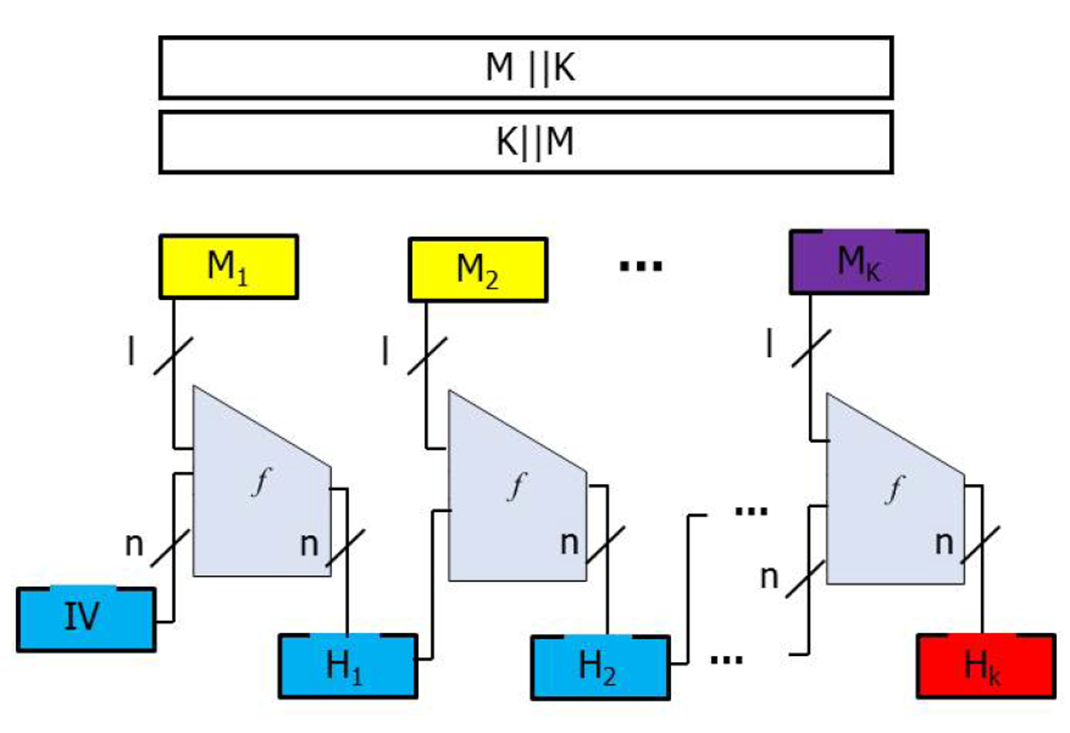 M ||K
K||M
M1 M2 ... MK
l l l
f f f
n n n n n ...
IV
H1 H2 ... Hk